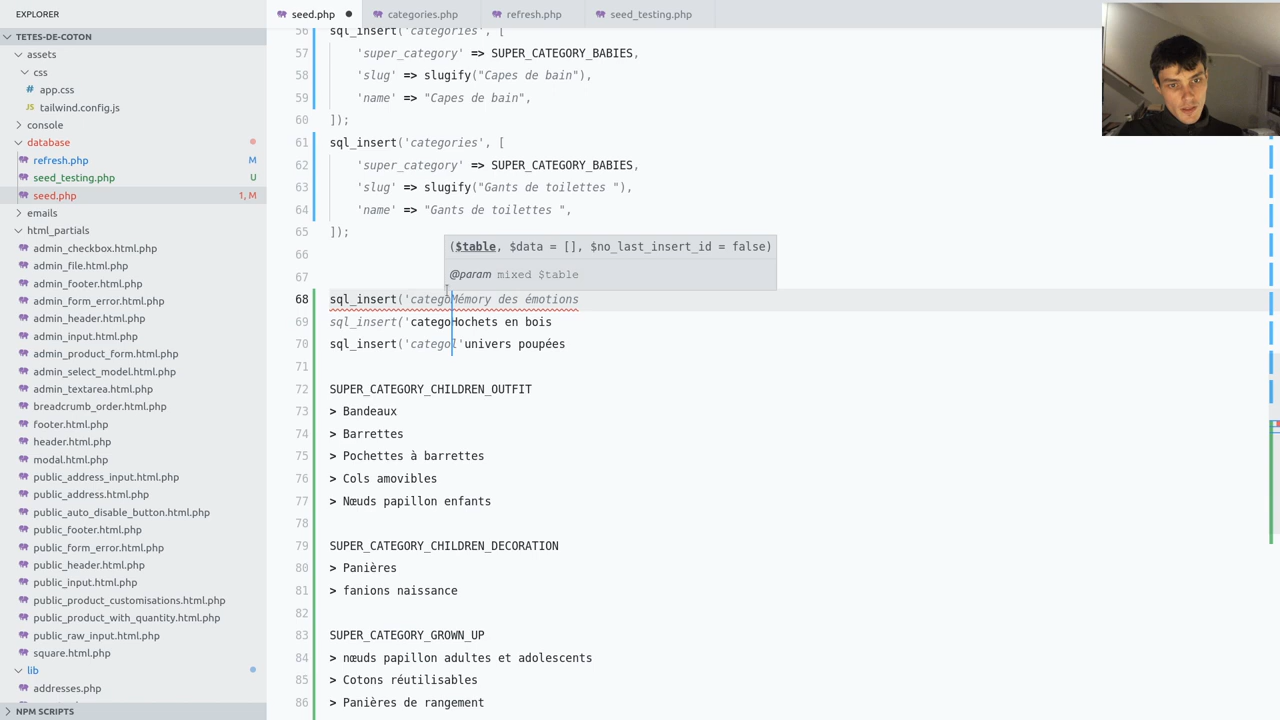 EXPLORER
TETES-DE-COTON
assets
css
# app.css
JS tailwind.config.js
console
database
refresh.php M
seed_testing.php U
seed.php 1, M
emails
html_partials
admin_checkbox.html.php
admin_file.html.php
admin_footer.html.php
admin_form_error.html.php
admin_header.html.php
admin_input.html.php
admin_product_form.html.php
admin_select_model.html.php
admin_textarea.html.php
breadcrumb_order.html.php
footer.html.php
header.html.php
modal.html.php
public_address_input.html.php
public_address.html.php
public_auto_disable_button.html.php
public_footer.html.php
public_form_error.html.php
public_header.html.php
public_input.html.php
public_product_customisations.html.php
public_product_with_quantity.html.php
public_raw_input.html.php
square.html.php
lib
addresses.php
NPM SCRIPTS
seed.php categories.php refresh.php seed_testing.php
56 sql_insert('categories', [
57 'super_category' => SUPER_CATEGORY_BABIES,
58 'slug' => slugify("Capes de bain"),
59 'name' => "Capes de bain",
60 ]);
61 sql_insert('categories', [
62 'super_category' => SUPER_CATEGORY_BABIES,
63 'slug' => slugify("Gants de toilettes "),
64 'name' => "Gants de toilettes ",
65 ]);
66
67
($table, $data = [], $no_last_insert_id = false)
@param mixed $table
68 sql_insert('categoMémory des émotions
69 sql_insert('categoHochets en bois
70 sql_insert('categol'univers poupées
71
72 SUPER_CATEGORY_CHILDREN_OUTFIT
73 > Bandeaux
74 > Barrettes
75 > Pochettes à barrettes
76 > Cols amovibles
77 > Nœuds papillon enfants
78
79 SUPER_CATEGORY_CHILDREN_DECORATION
80 > Panières
81 > fanions naissance
82
83 SUPER_CATEGORY_GROWN_UP
84 > nœuds papillon adultes et adolescents
85 > Cotons réutilisables
86 > Panières de rangement